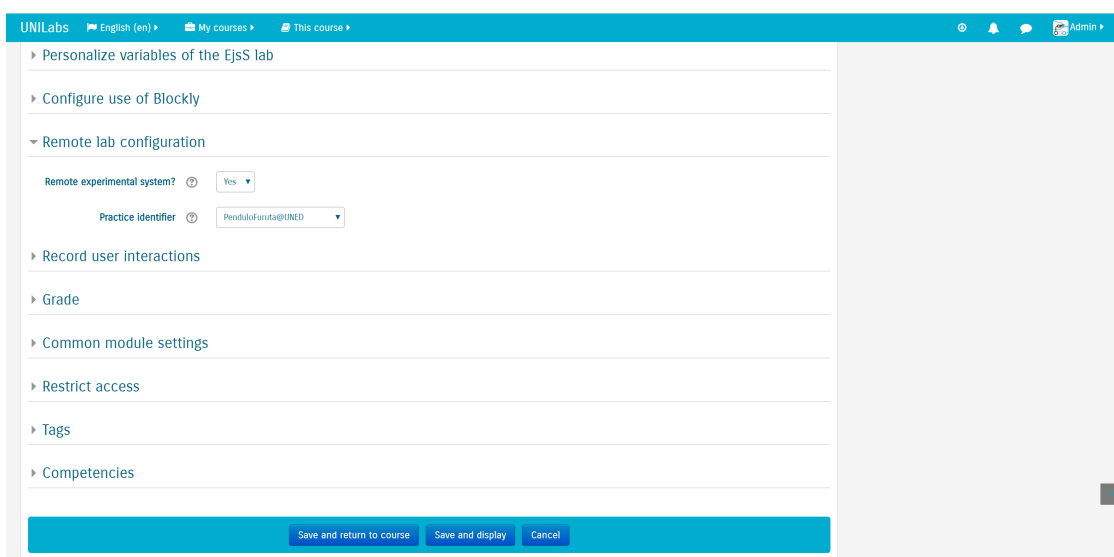 UNILabs English (en) My courses This course Admin
Personalize variables of the EjsS lab
Configure use of Blockly
Remote lab configuration
Remote experimental system? Yes
Practice identifier PenduloFuruta@UNED
Record user interactions
Grade
Common module settings
Restrict access
Tags
Competencies
Save and return to course Save and display Cancel